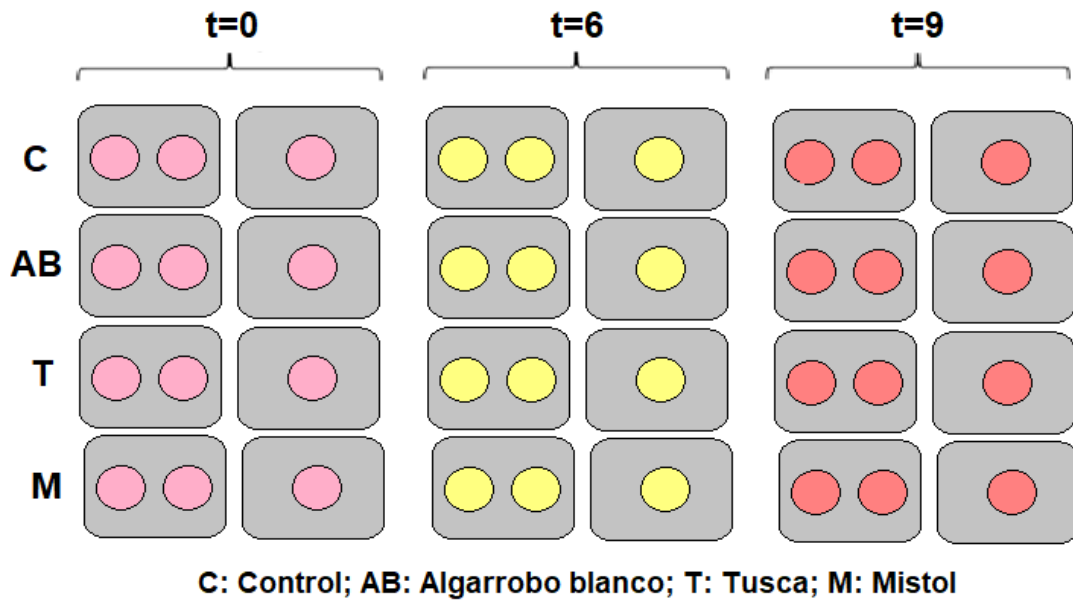 t=0 t=6 t=9
C
AB
T
M
C: Control; AB: Algarrobo blanco; T: Tusca; M: Mistol